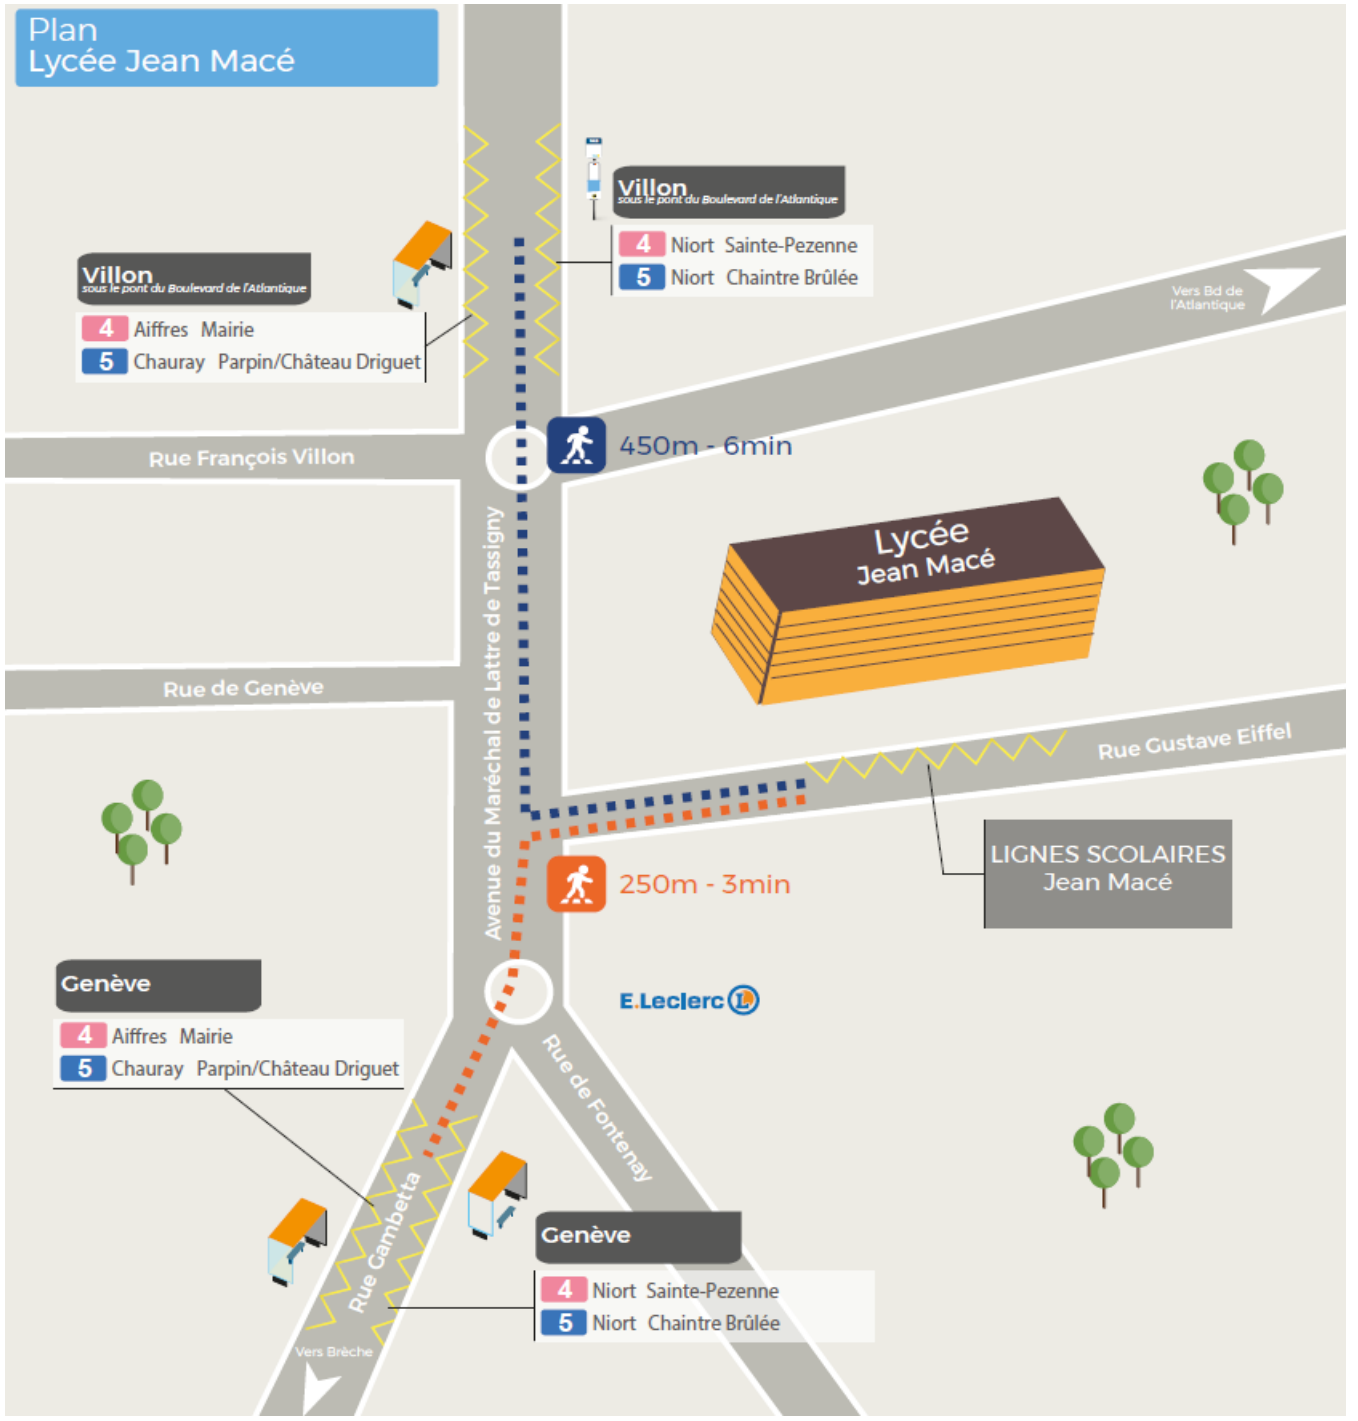 Plan
Lycée Jean Macé
Villon
sous le pont du Boulevard de l'Atlantique
4 Niort Sainte-Pezenne
5 Niort Chaintre Brûlée
Villon
sous le pont du Boulevard de l'Atlantique
4 Aiffres Mairie
5 Chauray Parpin/Château Driguet
Vers Bd de
l'Atlantique
Rue François Villon
450m - 6min
Lycée
Jean Macé
Avenue du Maréchal de Lattre de Tassigny
Rue de Genève
Rue Gustave Eiffel
LIGNES SCOLAIRES
Jean Macé
250m - 3min
Genève
4 Aiffres Mairie
5 Chauray Parpin/Château Driguet
E.Leclerc L
Rue de Fontenay
Rue Gambetta
Genève
4 Niort Sainte-Pezenne
5 Niort Chaintre Brûlée
Vers Brèche